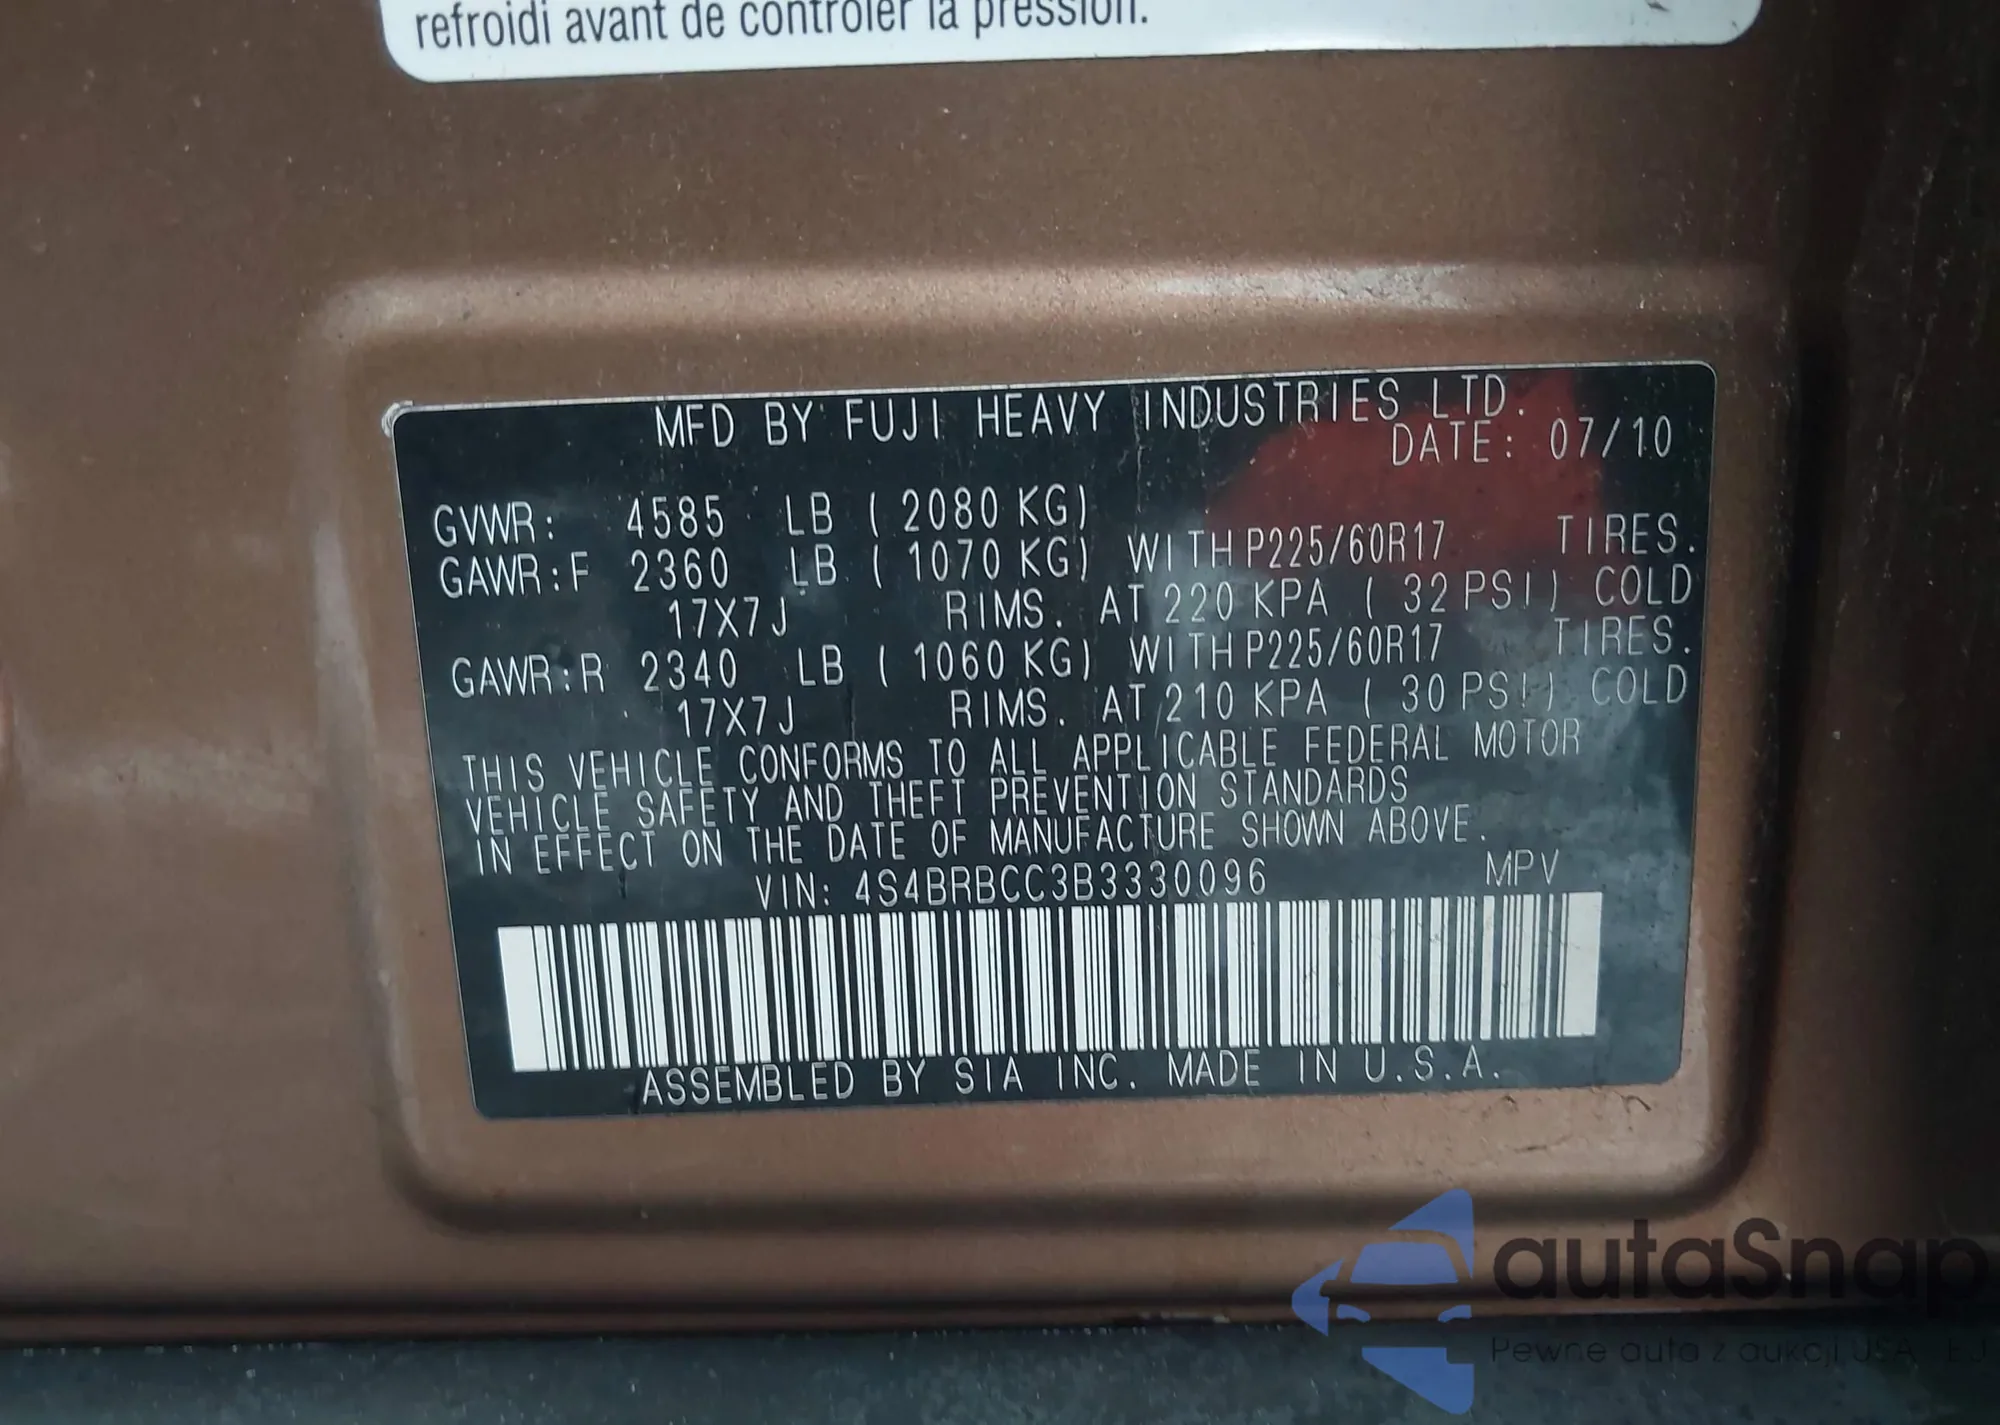 refroidi avant de contrôler la pression.
MFD BY FUJI HEAVY INDUSTRIES LTD.
DATE: 07/10
GVWR: 4585 LB ( 2080 KG)
GAWR:F 2360 LB ( 1070 KG) WITH P225/60R17 TIRES.
17X7J RIMS. AT 220 KPA ( 32 PSI) COLD
GAWR:R 2340 LB ( 1060 KG) WITH P225/60R17 TIRES.
17X7J RIMS. AT 210 KPA ( 30 PSI) COLD
THIS VEHICLE CONFORMS TO ALL APPLICABLE FEDERAL MOTOR
VEHICLE SAFETY AND THEFT PREVENTION STANDARDS
IN EFFECT ON THE DATE OF MANUFACTURE SHOWN ABOVE.
VIN: 4S4BRBCC3B3330096 MPV
ASSEMBLED BY SIA INC. MADE IN U.S.A.
autaSnap
Pewne auta z aukcji USA